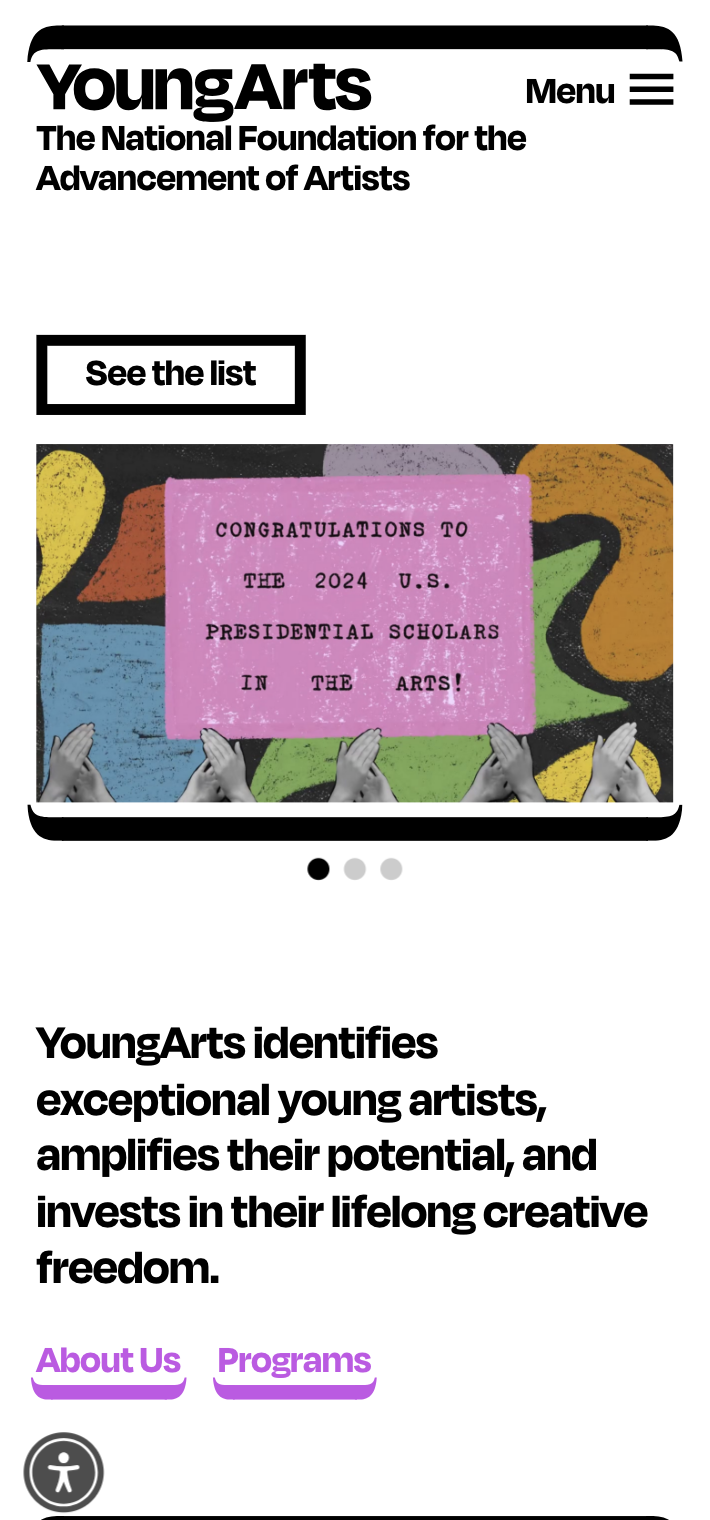 YoungArts
Menu
The National Foundation for the
Advancement of Artists
See the list
CONGRATULATIONS TO
THE 2024 U.S.
PRESIDENTIAL SCHOLARS
IN THE ARTS!
YoungArts identifies
exceptional young artists,
amplifies their potential, and
invests in their lifelong creative
freedom.
About Us Programs